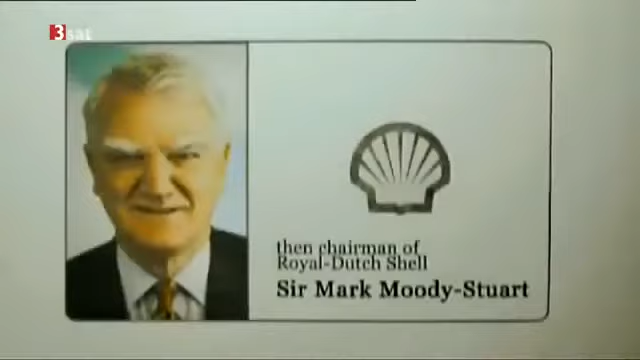 3sat
then chairman of
Royal-Dutch Shell
Sir Mark Moody-Stuart